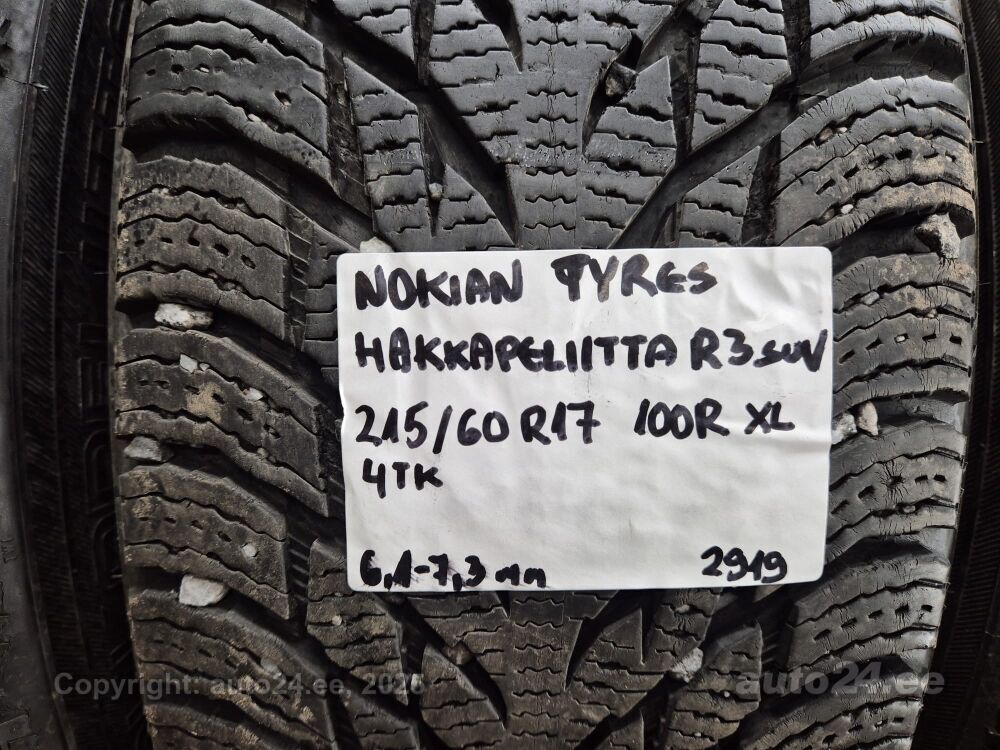 NOKIAN TYRES
HAKKAPELIITTA R3 SUV
215/60 R17 100R XL
4TK
6,1-7,3 mm 2919
Copyright: auto24.ee, 2026
auto24.ee